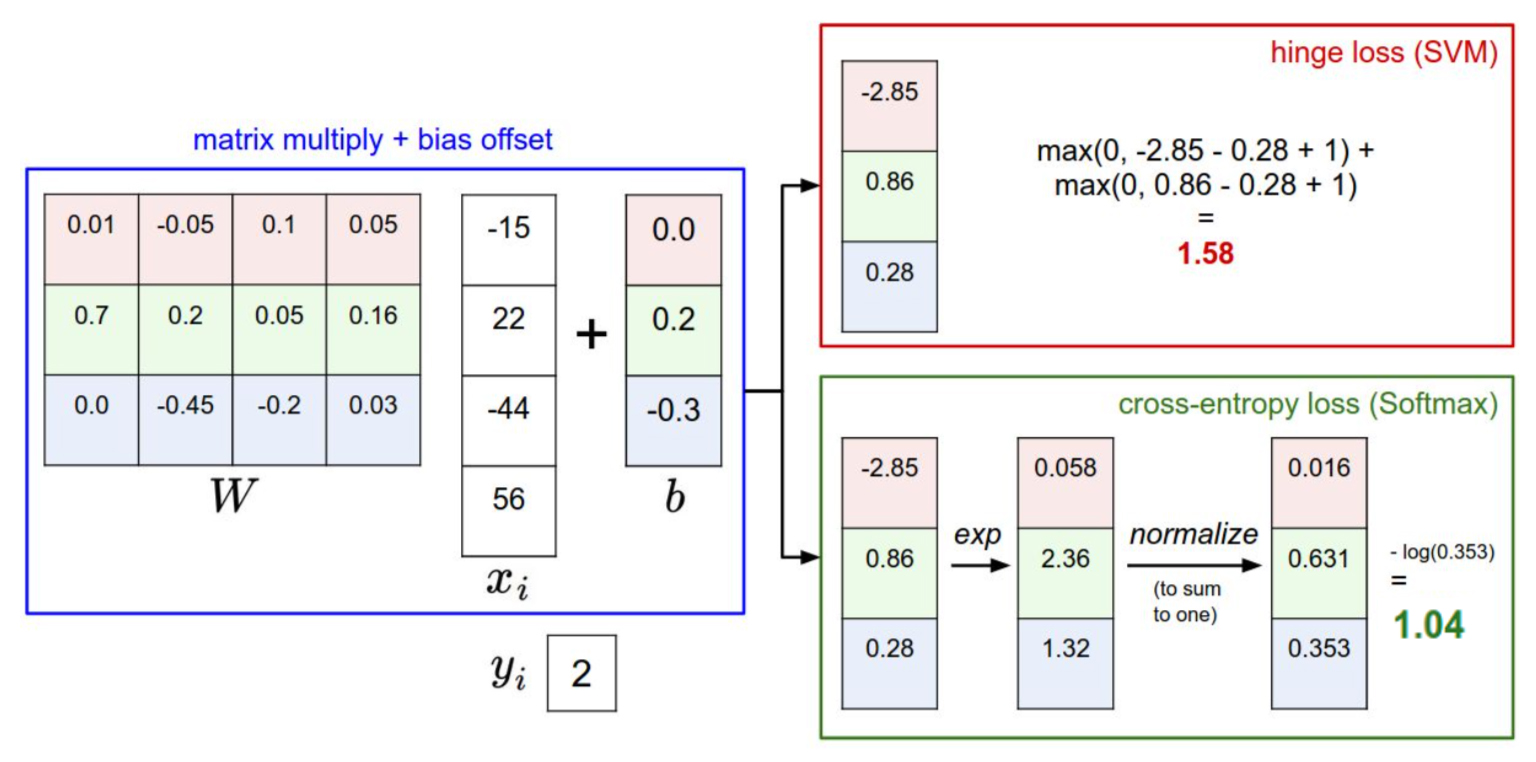 matrix multiply + bias offset
0.01 -0.05 0.1 0.05
0.7 0.2 0.05 0.16
0.0 -0.45 -0.2 0.03
W
-15
22
-44
56
x_i
+
0.0
0.2
-0.3
b
y_i 2
hinge loss (SVM)
-2.85
0.86
0.28
max(0, -2.85 - 0.28 + 1) +
max(0, 0.86 - 0.28 + 1)
=
1.58
cross-entropy loss (Softmax)
-2.85
0.86
0.28
exp
0.058
2.36
1.32
normalize
(to sum
to one)
0.016
0.631
0.353
- log(0.353)
=
1.04